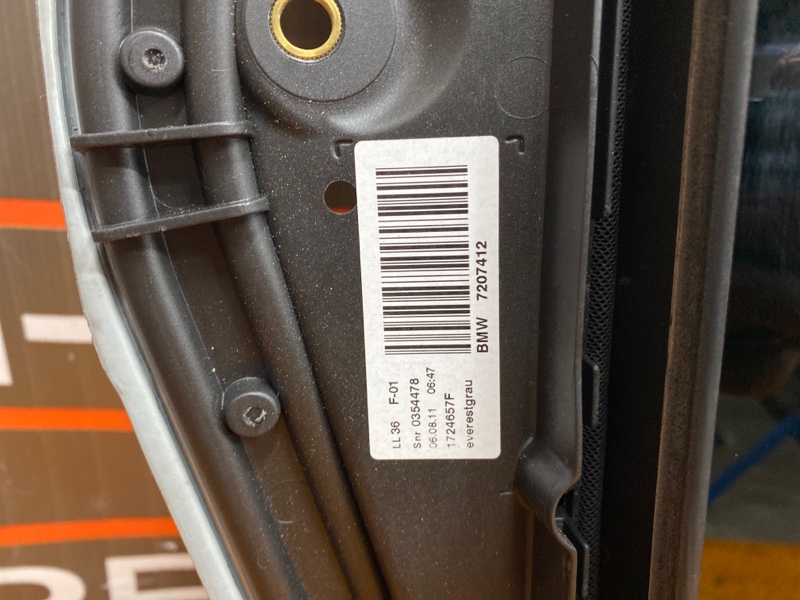 BMW 7207412
LL 36 F-01
Snr 0354478
06.08.11 06:47
1724657F
everestgrau